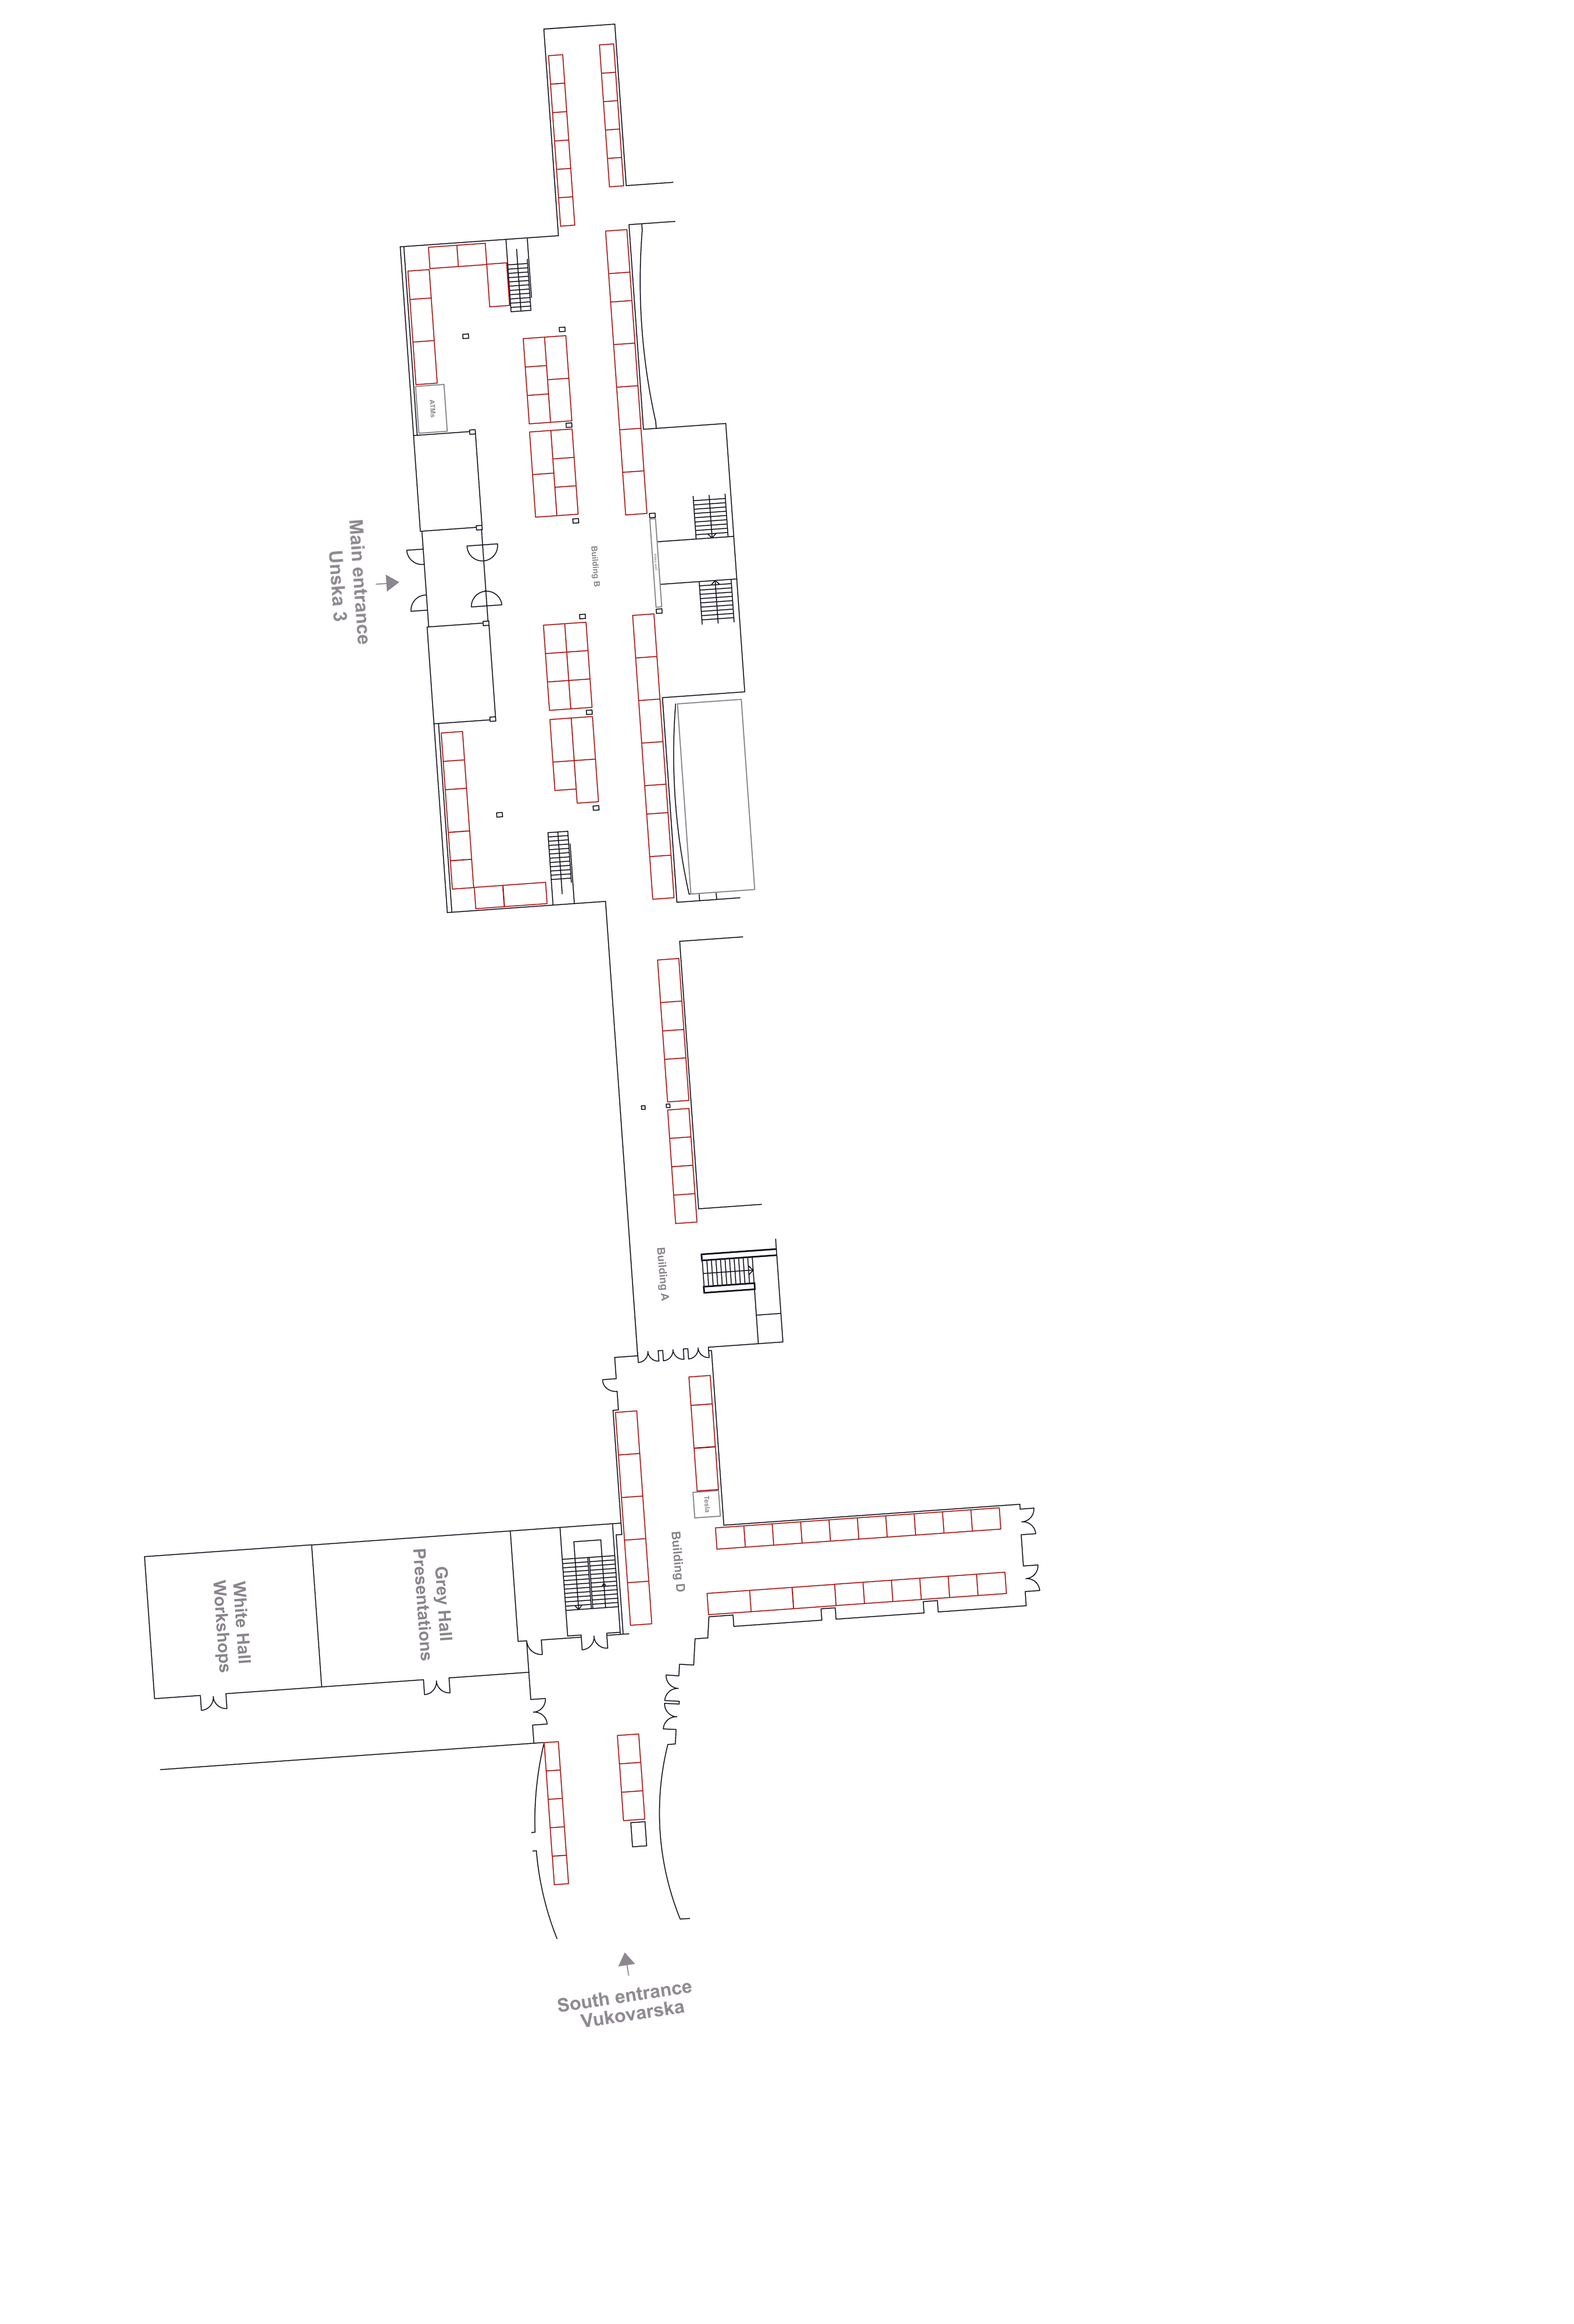 ATMs
Main entrance
Unska 3
Building B
Building A
Tesla
Building D
Grey Hall
Presentations
White Hall
Workshops
South entrance
Vukovarska